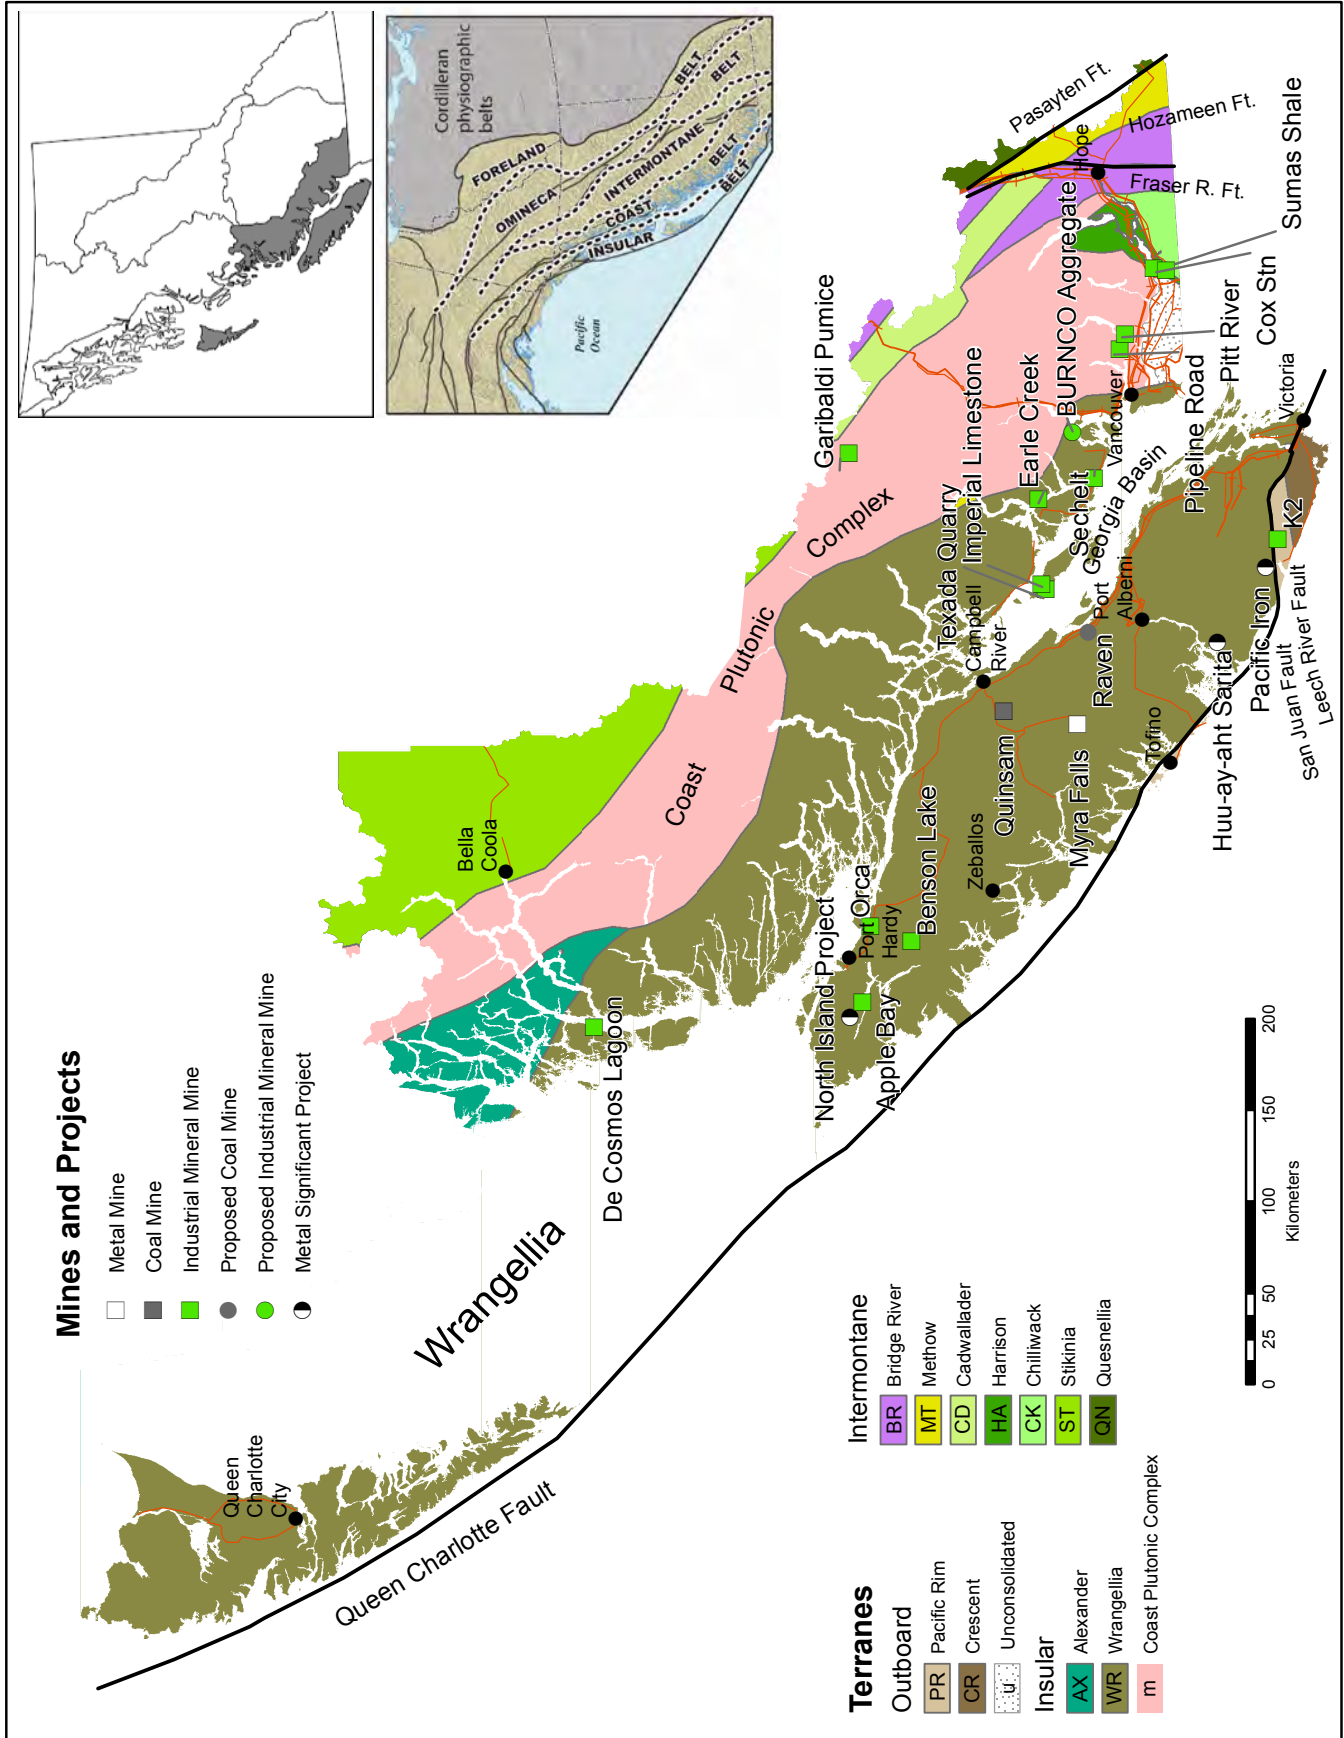 Mines and Projects
Metal Mine
Coal Mine
Industrial Mineral Mine
Proposed Coal Mine
Proposed Industrial Mineral Mine
Metal Significant Project
Cordilleran
physiographic
belts
FORELAND
BELT
OMINECA
BELT
INTERMONTANE
BELT
COAST
BELT
INSULAR
Pacific
Ocean
Queen
Charlotte
City
Queen Charlotte Fault
Wrangellia
De Cosmos Lagoon
Bella
Coola
Coast
Plutonic
Complex
North Island Project
Apple Bay
Port
Hardy
Orca
Benson Lake
Zeballos
Quinsam
Myra Falls
Campbell
River
Texada Quarry
Imperial Limestone
Earle Creek
Sechelt
Georgia Basin
Garibaldi Pumice
BURNCO Aggregate
Vancouver
Raven
Port
Alberni
Tofino
Huu-ay-aht Sarita
Pacific Iron
San Juan Fault
Leech River Fault
K2
Victoria
Pipeline Road
Pitt River
Cox Stn
Sumas Shale
Hope
Pasayten Ft.
Hozameen Ft.
Fraser R. Ft.
Terranes
Outboard
PR Pacific Rim
CR Crescent
u Unconsolidated
Insular
AX Alexander
WR Wrangellia
m Coast Plutonic Complex
Intermontane
BR Bridge River
MT Methow
CD Cadwallader
HA Harrison
CK Chilliwack
ST Stikinia
QN Quesnellia
0 25 50 100 150 200
Kilometers